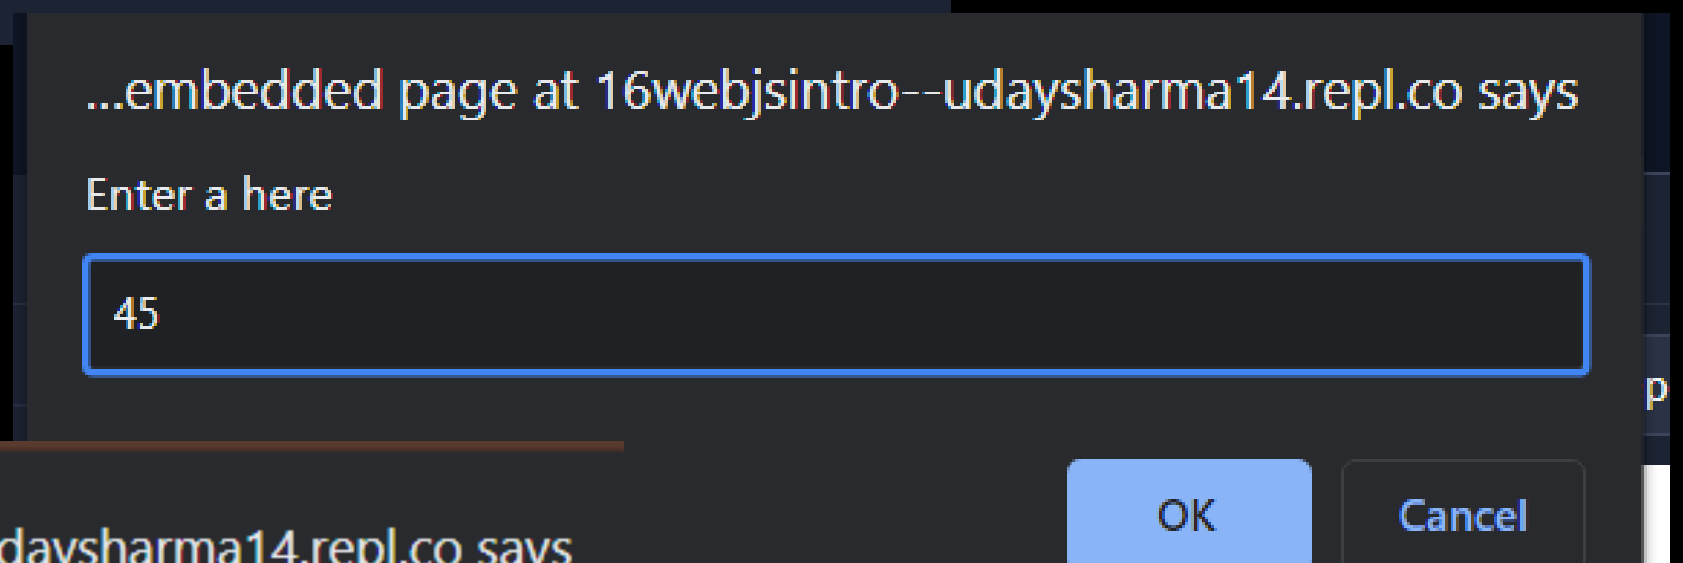 ...embedded page at 16webjsintro--udaysharma14.repl.co says
Enter a here
45
p
OK Cancel
daysharma14.repl.co says